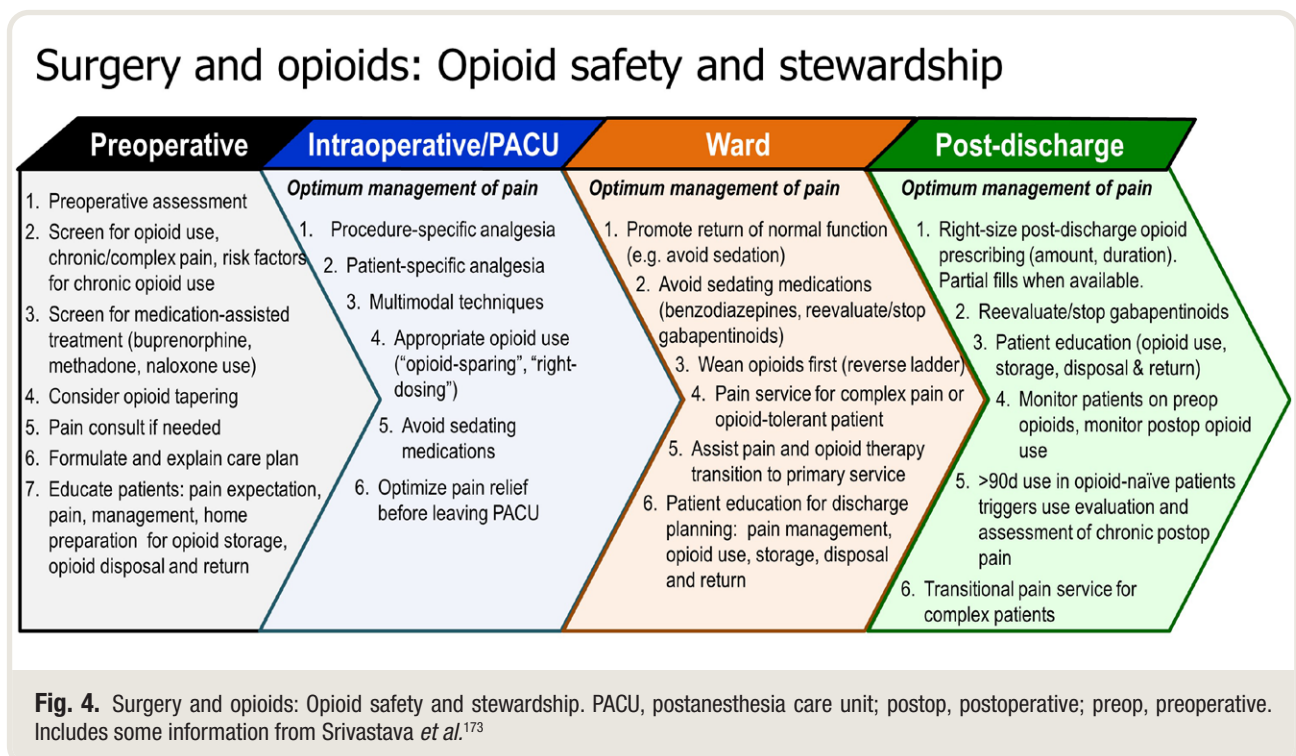 Surgery and opioids: Opioid safety and stewardship
Preoperative
1. Preoperative assessment
2. Screen for opioid use,
chronic/complex pain, risk factors
for chronic opioid use
3. Screen for medication-assisted
treatment (buprenorphine,
methadone, naloxone use)
4. Consider opioid tapering
5. Pain consult if needed
6. Formulate and explain care plan
7. Educate patients: pain expectation,
pain, management, home
preparation for opioid storage,
opioid disposal and return
Intraoperative/PACU
Optimum management of pain
1. Procedure-specific analgesia
2. Patient-specific analgesia
3. Multimodal techniques
4. Appropriate opioid use
("opioid-sparing", "right-
dosing")
5. Avoid sedating
medications
6. Optimize pain relief
before leaving PACU
Ward
Optimum management of pain
1. Promote return of normal function
(e.g. avoid sedation)
2. Avoid sedating medications
(benzodiazepines, reevaluate/stop
gabapentinoids)
3. Wean opioids first (reverse ladder)
4. Pain service for complex pain or
opioid-tolerant patient
5. Assist pain and opioid therapy
transition to primary service
6. Patient education for discharge
planning: pain management,
opioid use, storage, disposal
and return
Post-discharge
Optimum management of pain
1. Right-size post-discharge opioid
prescribing (amount, duration).
Partial fills when available.
2. Reevaluate/stop gabapentinoids
3. Patient education (opioid use,
storage, disposal & return)
4. Monitor patients on preop
opioids, monitor postop opioid
use
5. >90d use in opioid-naïve patients
triggers use evaluation and
assessment of chronic postop
pain
6. Transitional pain service for
complex patients
Fig. 4. Surgery and opioids: Opioid safety and stewardship. PACU, postanesthesia care unit; postop, postoperative; preop, preoperative.
Includes some information from Srivastava et al.173